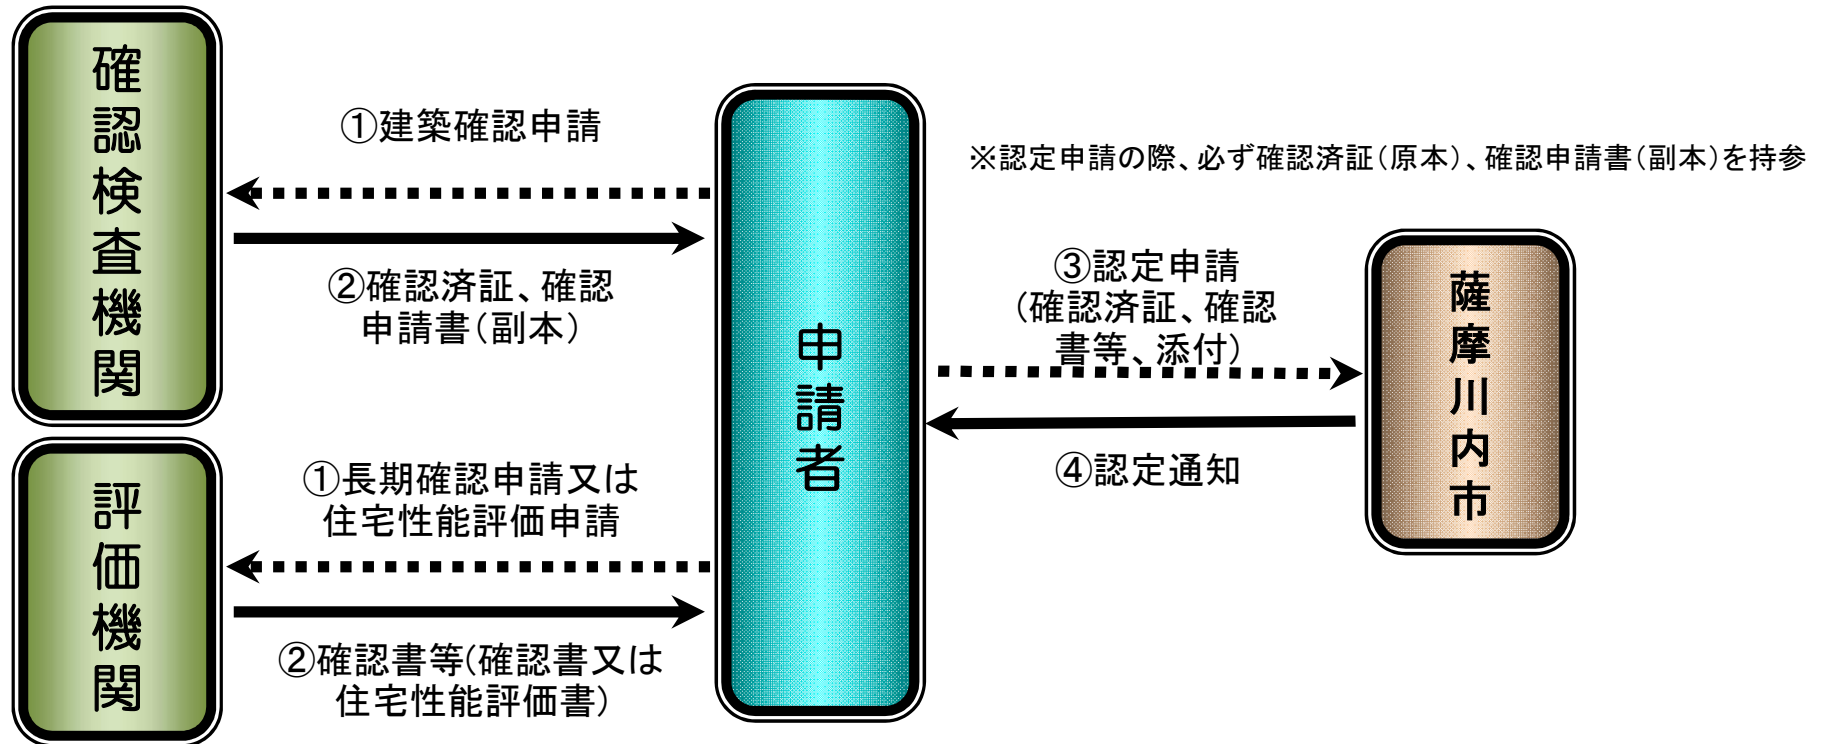 確認検査機関
①建築確認申請
②確認済証、確認
申請書(副本)
評価機関
①長期確認申請又は
住宅性能評価申請
②確認書等(確認書又は
住宅性能評価書)
申請者
※認定申請の際、必ず確認済証(原本)、確認申請書(副本)を持参
③認定申請
(確認済証、確認
書等、添付)
④認定通知
薩摩川内市